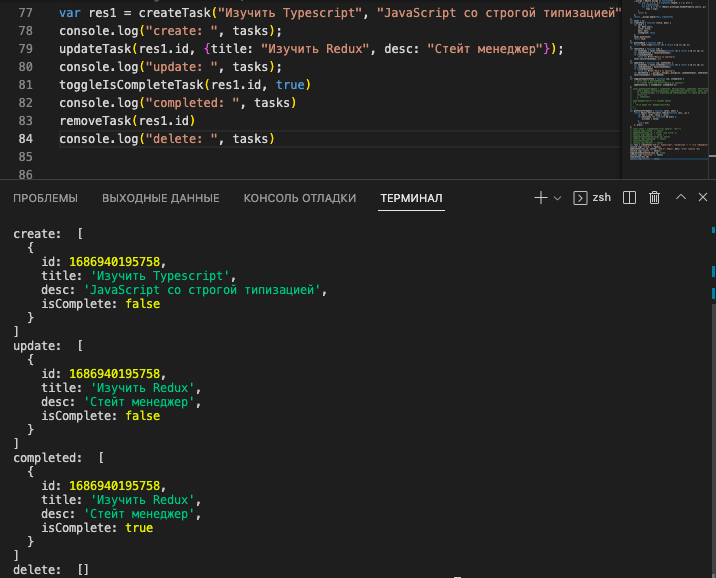 77 var res1 = createTask("Изучить Typescript", "JavaScript со строгой типизацией"
78 console.log("create: ", tasks);
79 updateTask(res1.id, {title: "Изучить Redux", desc: "Стейт менеджер"});
80 console.log("update: ", tasks);
81 toggleIsCompleteTask(res1.id, true)
82 console.log("completed: ", tasks)
83 removeTask(res1.id)
84 console.log("delete: ", tasks)
85
86
ПРОБЛЕМЫ ВЫХОДНЫЕ ДАННЫЕ КОНСОЛЬ ОТЛАДКИ ТЕРМИНАЛ zsh
create:  [
  {
    id: 1686940195758,
    title: 'Изучить Typescript',
    desc: 'JavaScript со строгой типизацией',
    isComplete: false
  }
]
update:  [
  {
    id: 1686940195758,
    title: 'Изучить Redux',
    desc: 'Стейт менеджер',
    isComplete: false
  }
]
completed:  [
  {
    id: 1686940195758,
    title: 'Изучить Redux',
    desc: 'Стейт менеджер',
    isComplete: true
  }
]
delete:  []